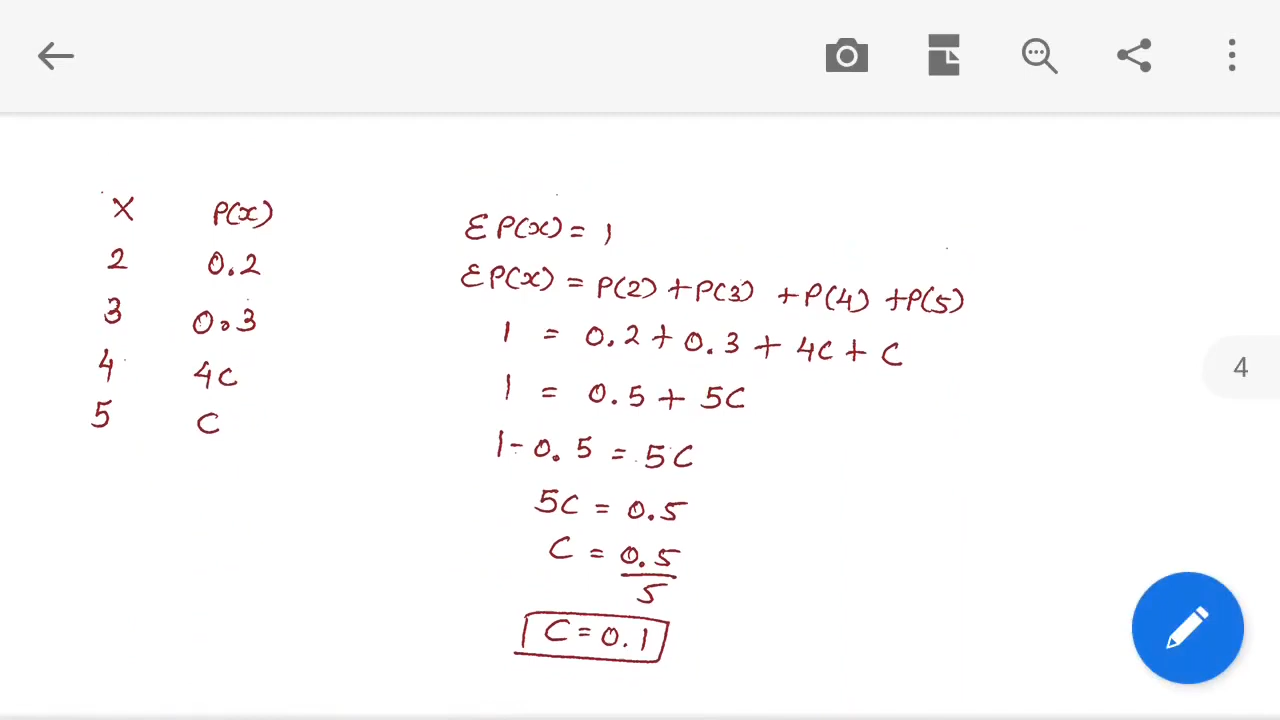 X P(x)
2 0.2
3 0.3
4 4C
5 C
ΣP(x) = 1
ΣP(x) = P(2) + P(3) + P(4) + P(5)
1 = 0.2 + 0.3 + 4C + C
1 = 0.5 + 5C
1 - 0.5 = 5C
5C = 0.5
C = 0.5/5
C = 0.1
4